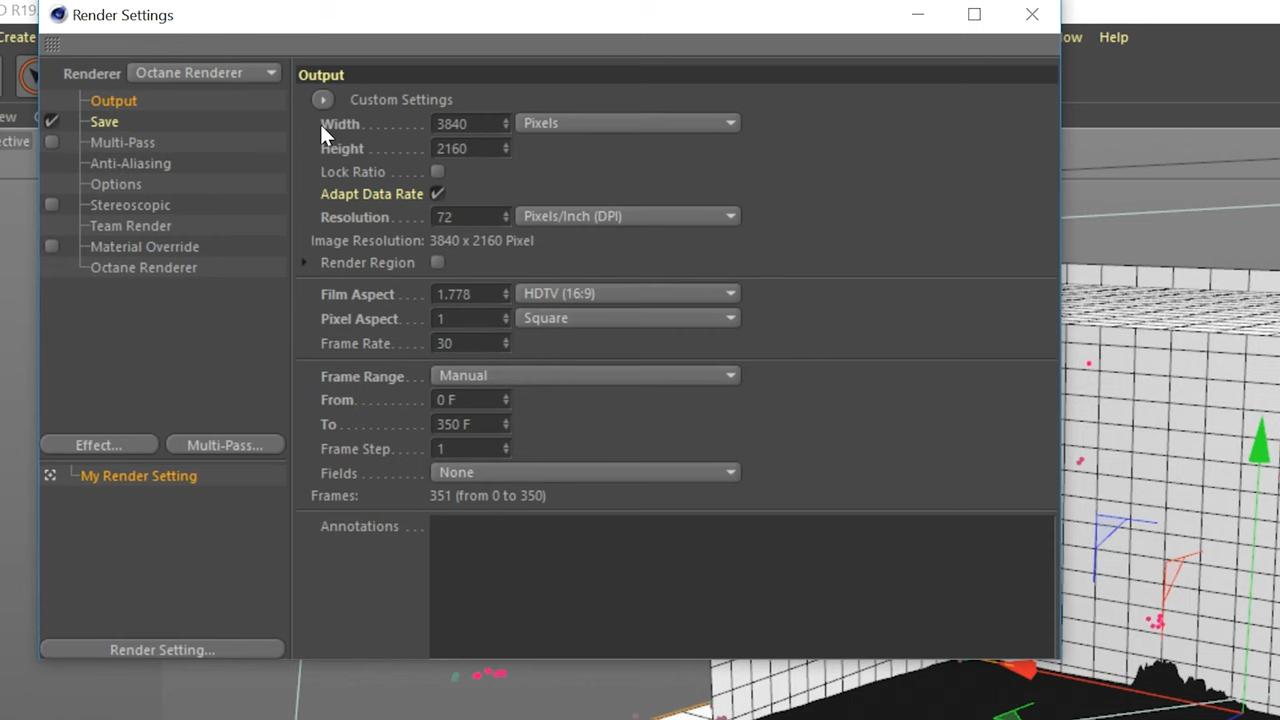 D R19
Render Settings
Create
ow Help
Renderer Octane Renderer
Output
Output
Custom Settings
Save
Width........ 3840 Pixels
ew
Multi-Pass
Height....... 2160
ective
Anti-Aliasing
Lock Ratio.....
Options
Adapt Data Rate
Stereoscopic
Resolution..... 72 Pixels/Inch (DPI)
Team Render
Image Resolution: 3840 x 2160 Pixel
Material Override
Render Region
Octane Renderer
Film Aspect.... 1.778 HDTV (16:9)
Pixel Aspect.... 1 Square
Frame Rate..... 30
Frame Range... Manual
From......... 0 F
To........... 350 F
Effect... Multi-Pass...
Frame Step.... 1
Fields......... None
My Render Setting
Frames: 351 (from 0 to 350)
Annotations...
Render Setting...